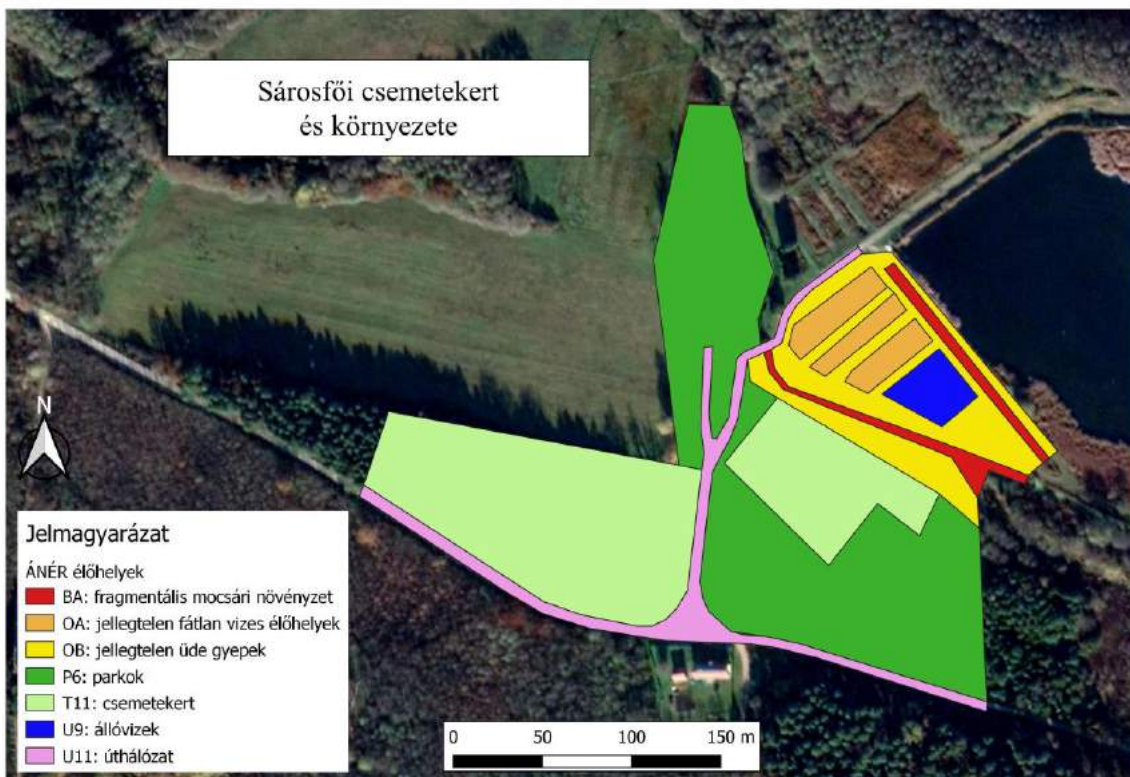 Sárosfői csemetekert
és környezete
N
Jelmagyarázat
ÁNÉR élőhelyek
BA: fragmentális mocsári növényzet
OA: jellegtelen fátlan vizes élőhelyek
OB: jellegtelen üde gyepek
P6: parkok
T11: csemetekert
U9: állóvizek
U11: úthálózat
0 50 100 150 m